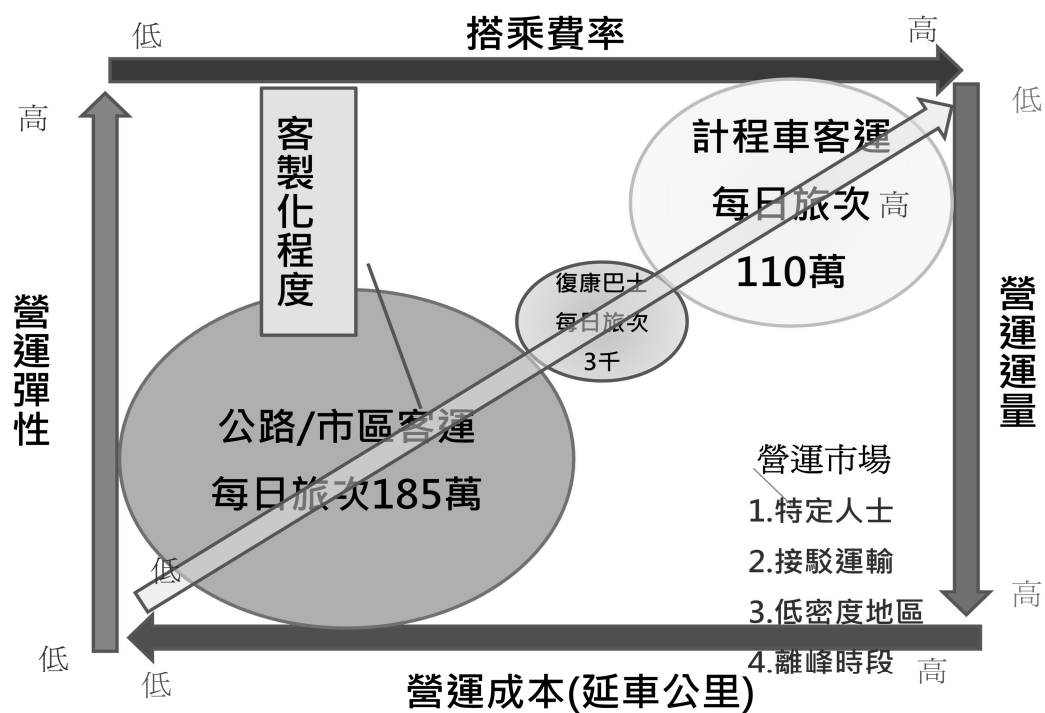 搭乘費率
低
高
高
低
客製化程度
計程車客運
每日旅次
高
110萬
復康巴士
每日旅次
3千
營運彈性
營運運量
公路/市區客運
每日旅次185萬
營運市場
1.特定人士
2.接駁運輸
3.低密度地區
4.離峰時段
低
高
低
低
高
營運成本(延車公里)